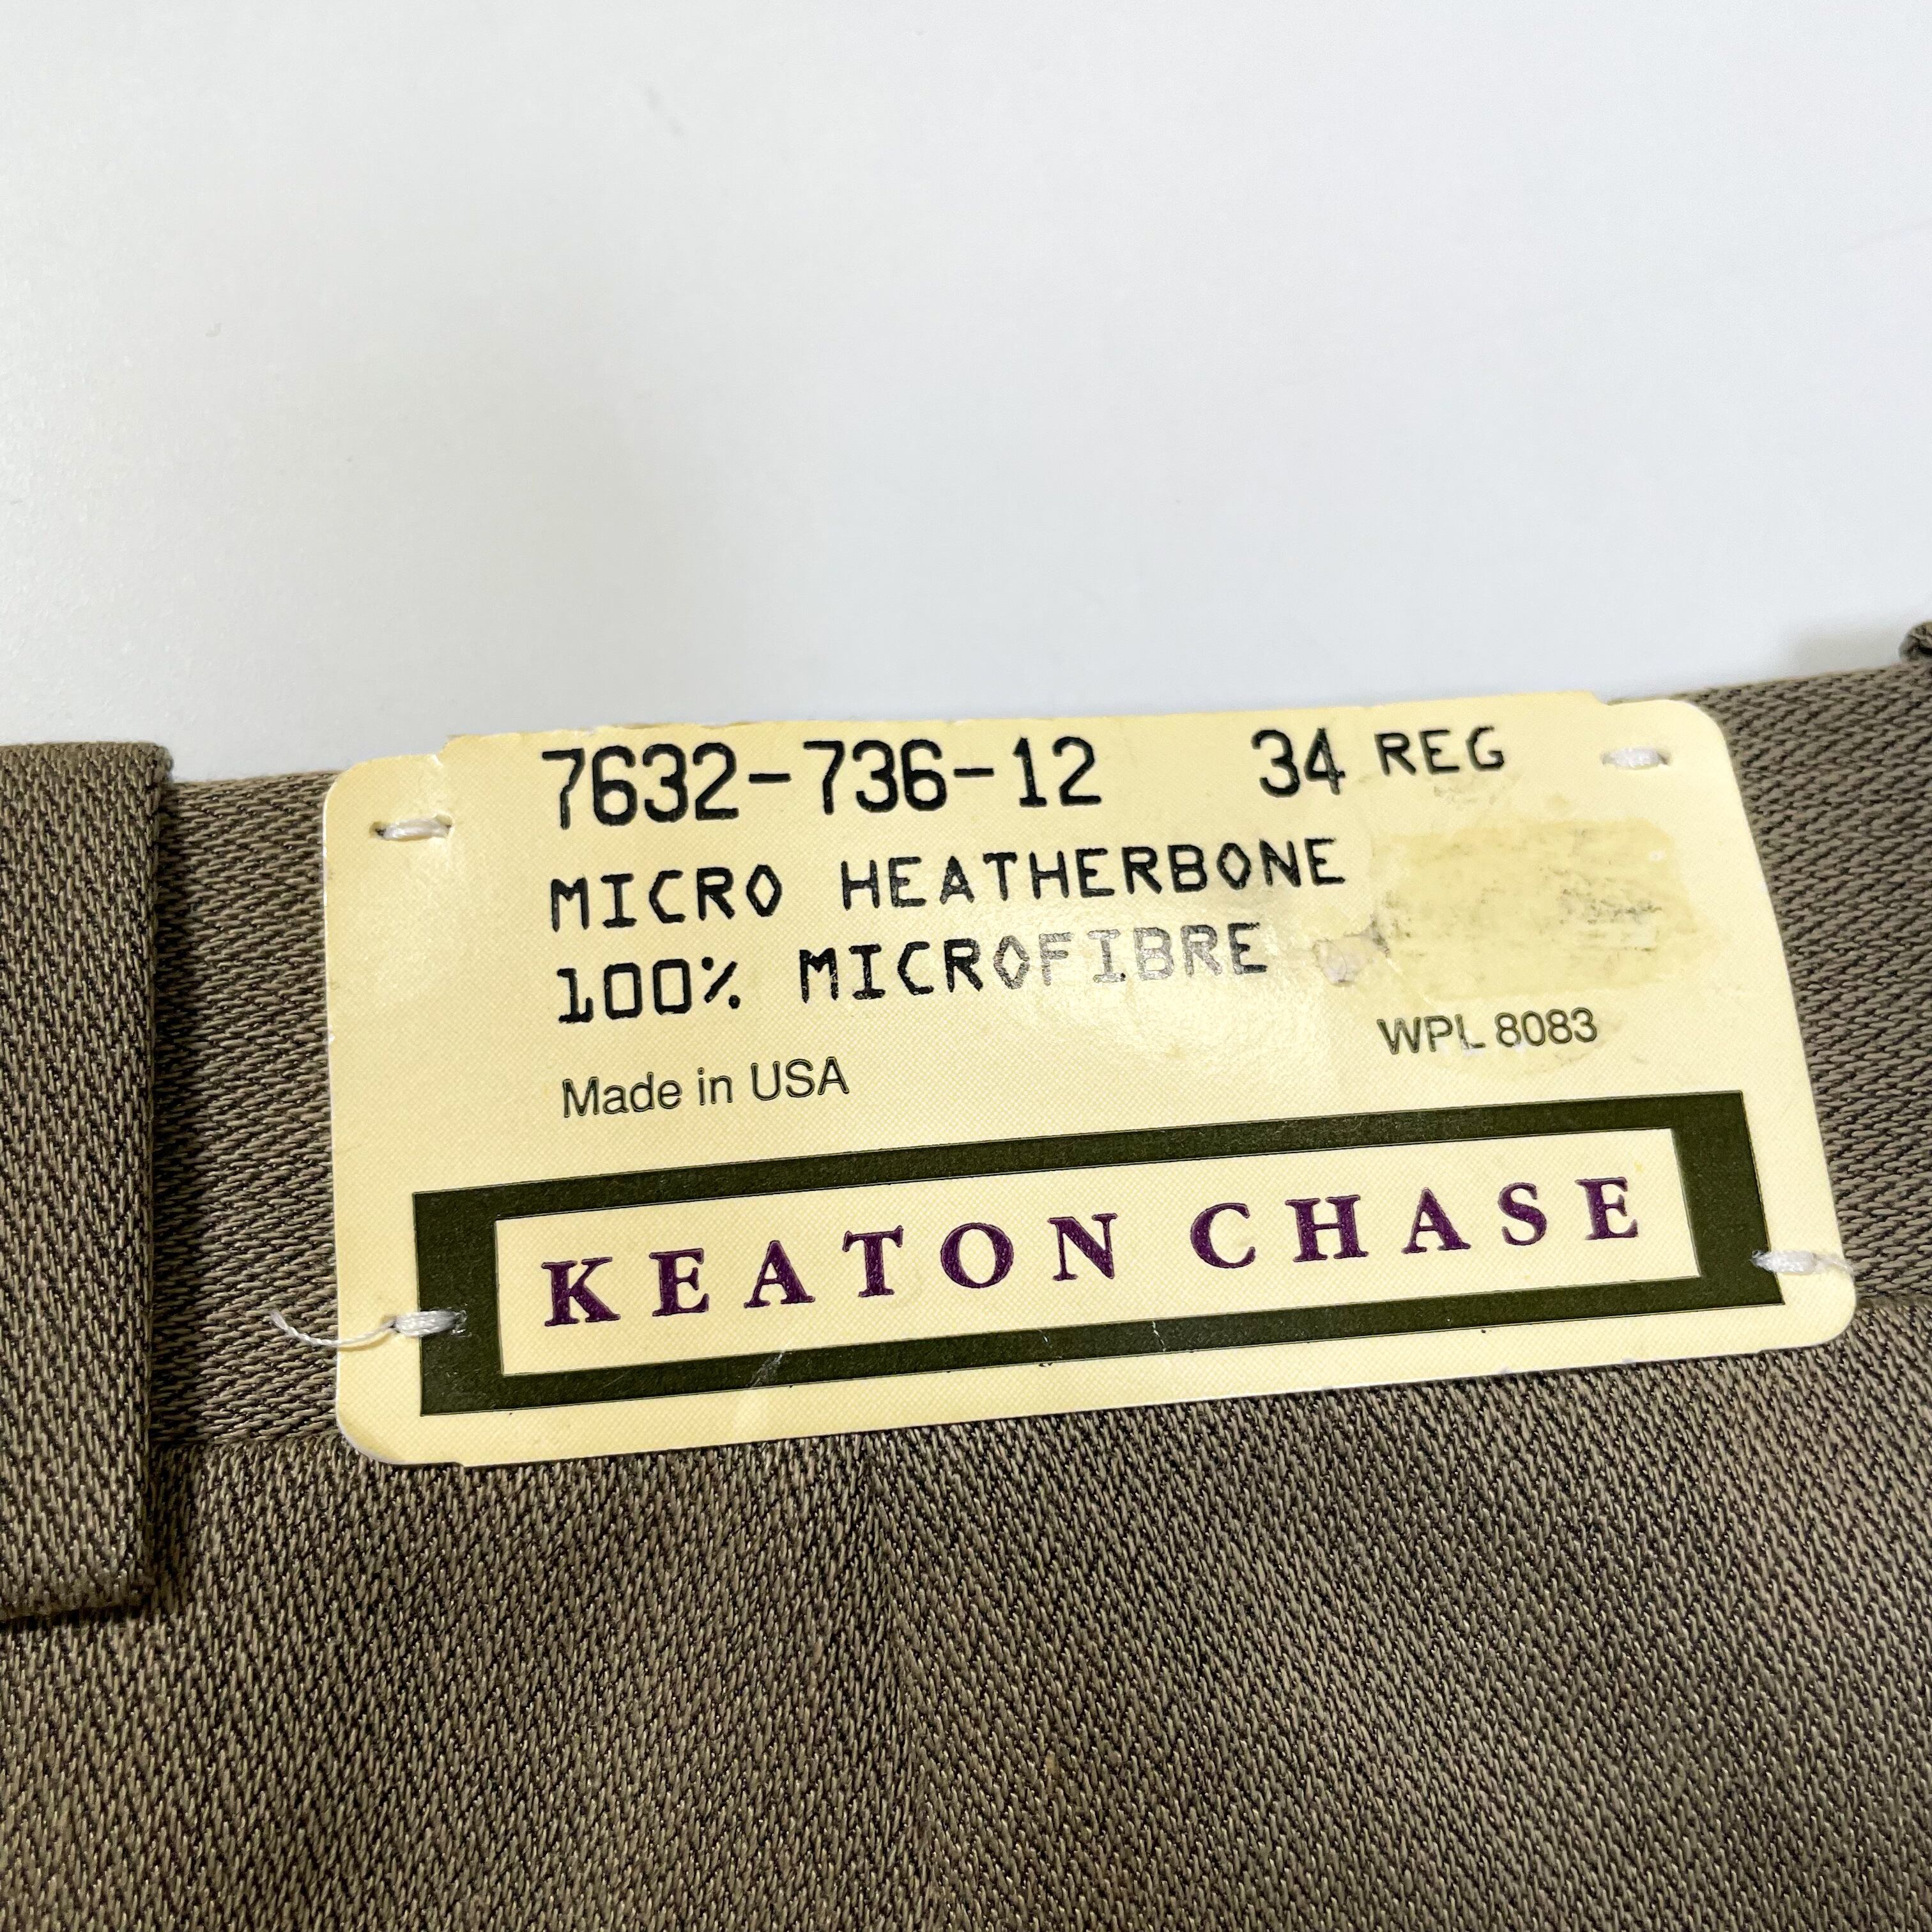 7632-736-12 34 REG
MICRO HEATHERBONE
100% MICROFIBRE
WPL 8083
Made in USA
KEATON CHASE